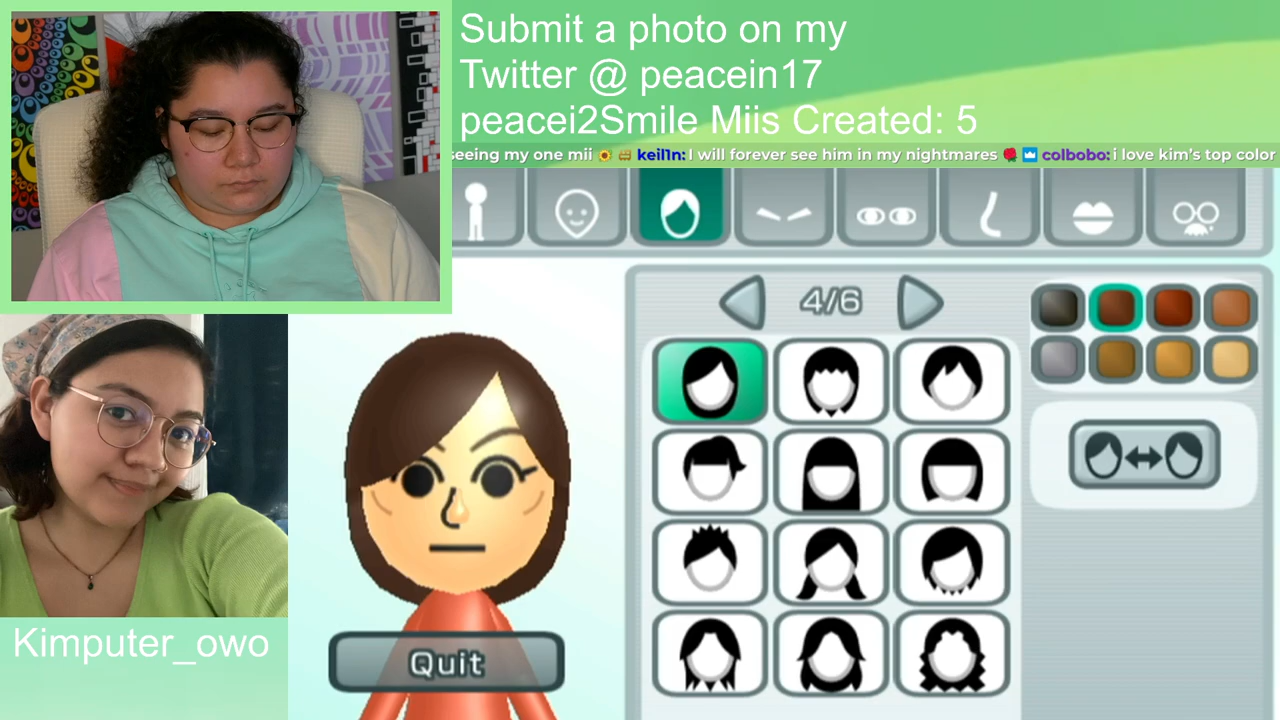 Submit a photo on my
Twitter @ peacein17
peacei2Smile Miis Created: 5
seeing my one mii keil1n: I will forever see him in my nightmares colbobo: i love kim's top color
4/6
Quit
Kimputer_owo